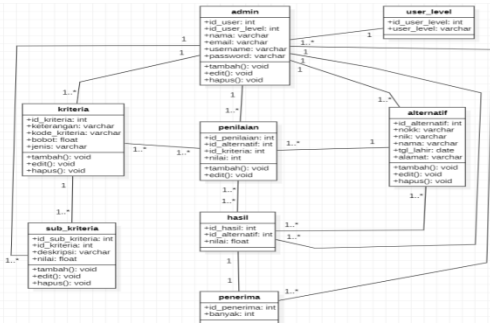 admin
+id_user: int
+id_user_level: int
+nama: varchar
+email: varchar
+username: varchar
+password: varchar
+tambah(): void
+edit(): void
+hapus(): void
user_level
+id_user_level: int
+user_level: varchar
1
1..*
1
1
1..*
1
1
1
1..*
1..*
1..*
kriteria
+id_kriteria: int
+keterangan: varchar
+kode_kriteria: varchar
+bobot: float
+jenis: varchar
+tambah(): void
+edit(): void
+hapus(): void
penilaian
+id_penilaian: int
+id_alternatif: int
+id_kriteria: int
+nilai: int
+tambah(): void
+edit(): void
alternatif
+id_alternatif: int
+nokk: varchar
+nik: varchar
+nama: varchar
+tgl_lahir: date
+alamat: varchar
+tambah(): void
+edit(): void
+hapus(): void
1..*
1..*
1
1
1..*
1..*
1..*
1..*
sub_kriteria
+id_sub_kriteria: int
+id_kriteria: int
+deskripsi: varchar
+nilai: float
+tambah(): void
+edit(): void
+hapus(): void
hasil
+id_hasil: int
+id_alternatif: int
+nilai: float
1..*
1..*
1..*
1
1
1..*
penerima
+id_penerima: int
+banyak: int